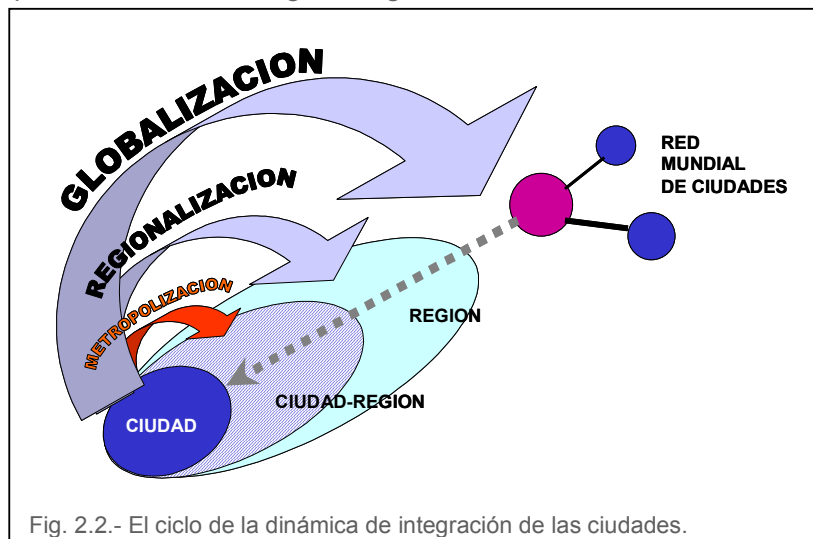 GLOBALIZACION
REGIONALIZACION
METROPOLIZACION
RED
MUNDIAL
DE CIUDADES
REGION
CIUDAD-REGION
CIUDAD
Fig. 2.2.- El ciclo de la dinámica de integración de las ciudades.